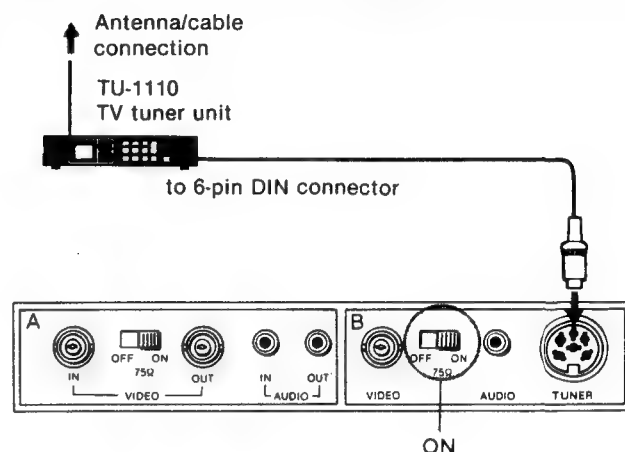 Antenna/cable
connection
TU-1110
TV tuner unit
to 6-pin DIN connector
A
OFF ON
75Ω
IN OUT
VIDEO
IN OUT
AUDIO
B
OFF ON
75Ω
VIDEO AUDIO TUNER
ON